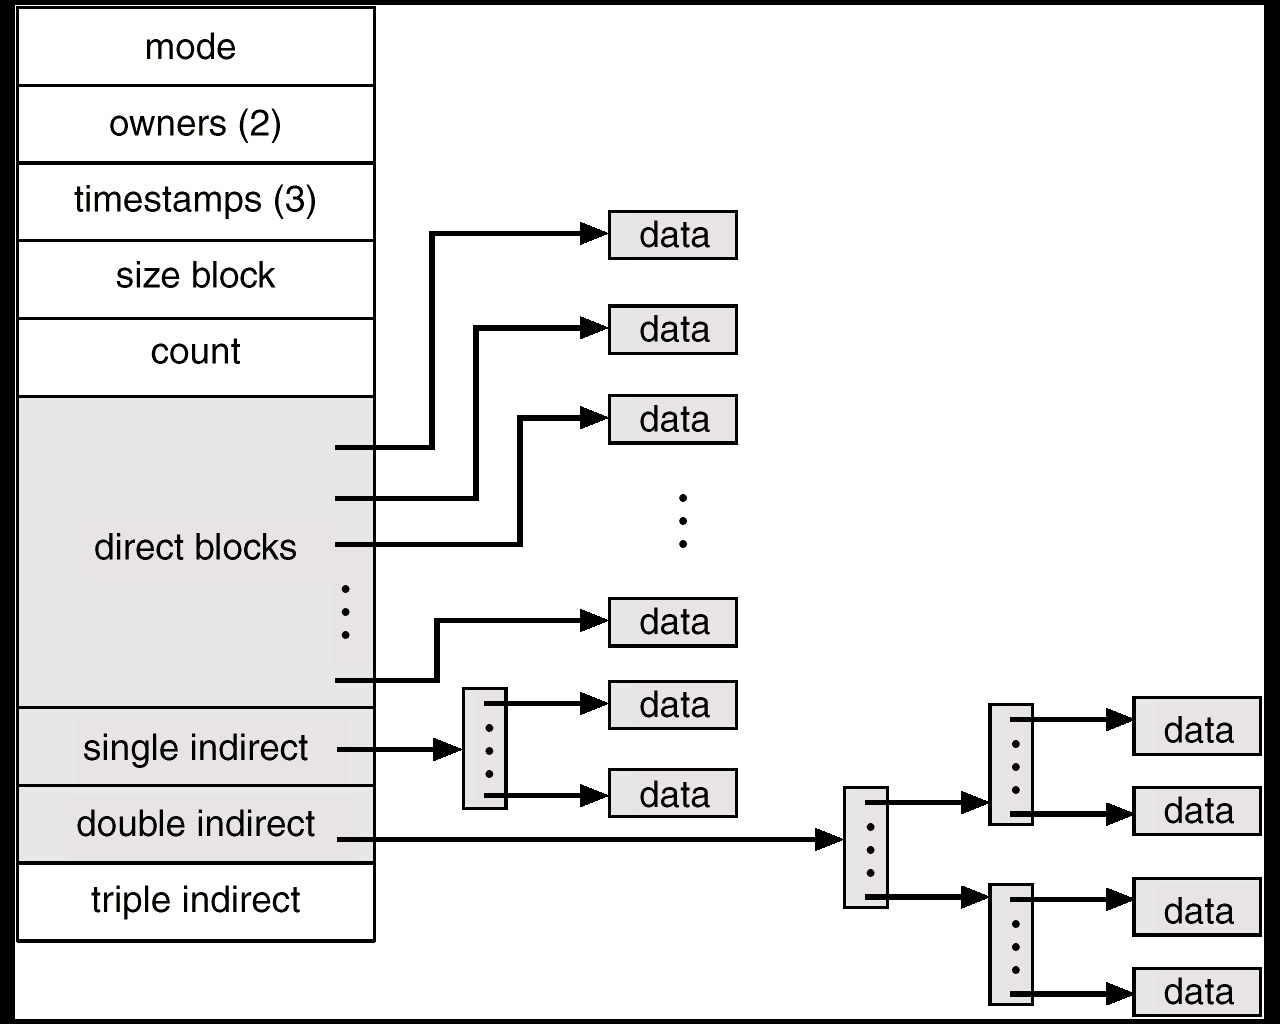 mode
owners (2)
timestamps (3)
size block
count
direct blocks
single indirect
double indirect
triple indirect
data
data
data
data
data
data
data
data
data
data